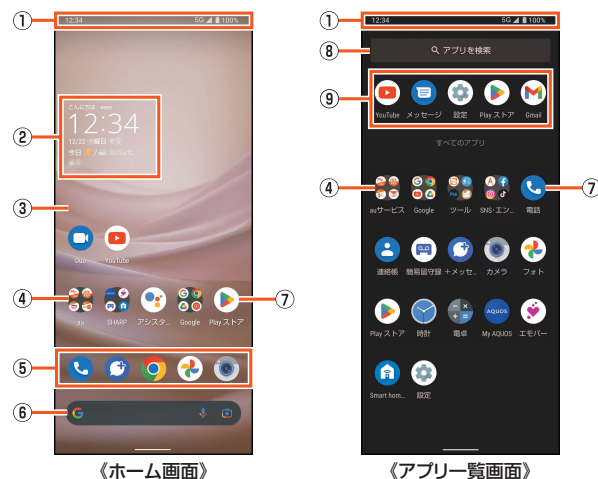 ①
12:34 5G 100%
②
こんにちは
12:34
12/22
今日
③
Duo YouTube
④
au SHARP アシスタ... Google Play ストア
⑦
⑤
⑥
《ホーム画面》
①
12:34 5G 100%
⑧
アプリを検索
⑨
YouTube メッセージ 設定 Play ストア Gmail
すべてのアプリ
④
auサービス Google ツール SNS･エン... 電話
⑦
連絡帳 簡易留守録 +メッセ... カメラ フォト
Play ストア 時計 電卓 My AQUOS エモパー
AQUOS
Smart hom... 設定
《アプリ一覧画面》